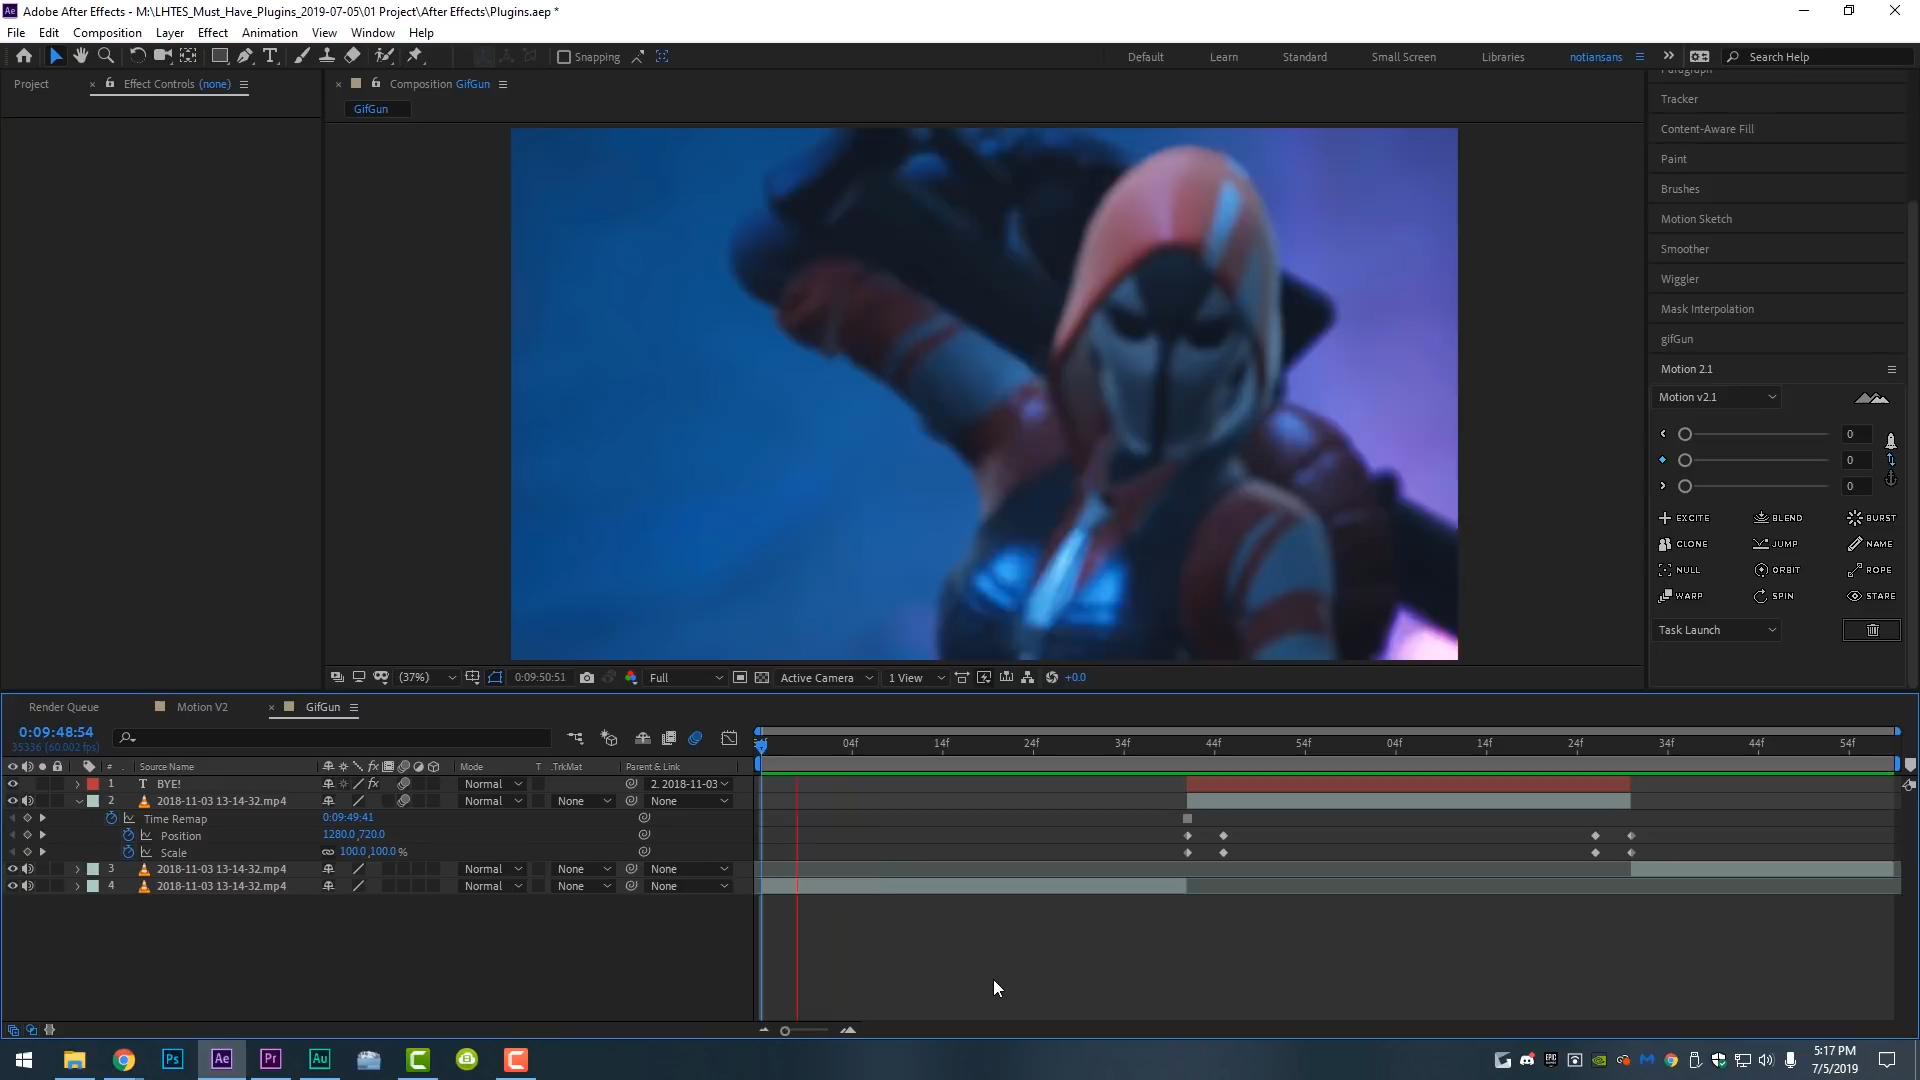 Adobe After Effects - M:\LHTES_Must_Have_Plugins_2019-07-05\01 Project\After Effects\Plugins.aep *
File Edit Composition Layer Effect Animation View Window Help
Snapping
Default Learn Standard Small Screen Libraries notiansans
Search Help
Project
Effect Controls (none)
Composition GifGun
GifGun
Paragraph
Tracker
Content-Aware Fill
Paint
Brushes
Motion Sketch
Smoother
Wiggler
Mask Interpolation
gifGun
Motion 2.1
Motion v2.1
0
0
0
EXCITE BLEND BURST
CLONE JUMP NAME
NULL ORBIT ROPE
WARP SPIN STARE
Task Launch
(37%) 0:09:50:51 Full Active Camera 1 View +0.0
Render Queue Motion V2 GifGun
0:09:48:54
35336 (60.002 fps)
04f 14f 24f 34f 44f 54f 04f 14f 24f 34f 44f 54f
# Source Name Mode T .TrkMat Parent & Link
1 T BYE! Normal 2. 2018-11-03
2 2018-11-03 13-14-32.mp4 Normal None None
Time Remap 0:09:49:41
Position 1280.0,720.0
Scale 100.0,100.0 %
3 2018-11-03 13-14-32.mp4 Normal None None
4 2018-11-03 13-14-32.mp4 Normal None None
Ps Ae Pr Au
5:17 PM
7/5/2019